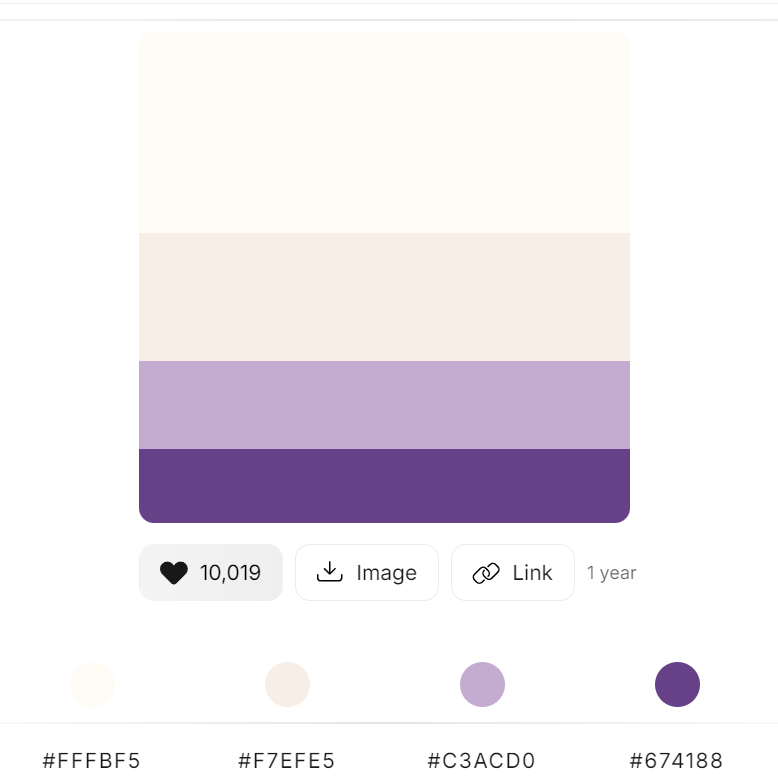 10,019 Image Link 1 year
#FFFBF5 #F7EFE5 #C3ACD0 #674188